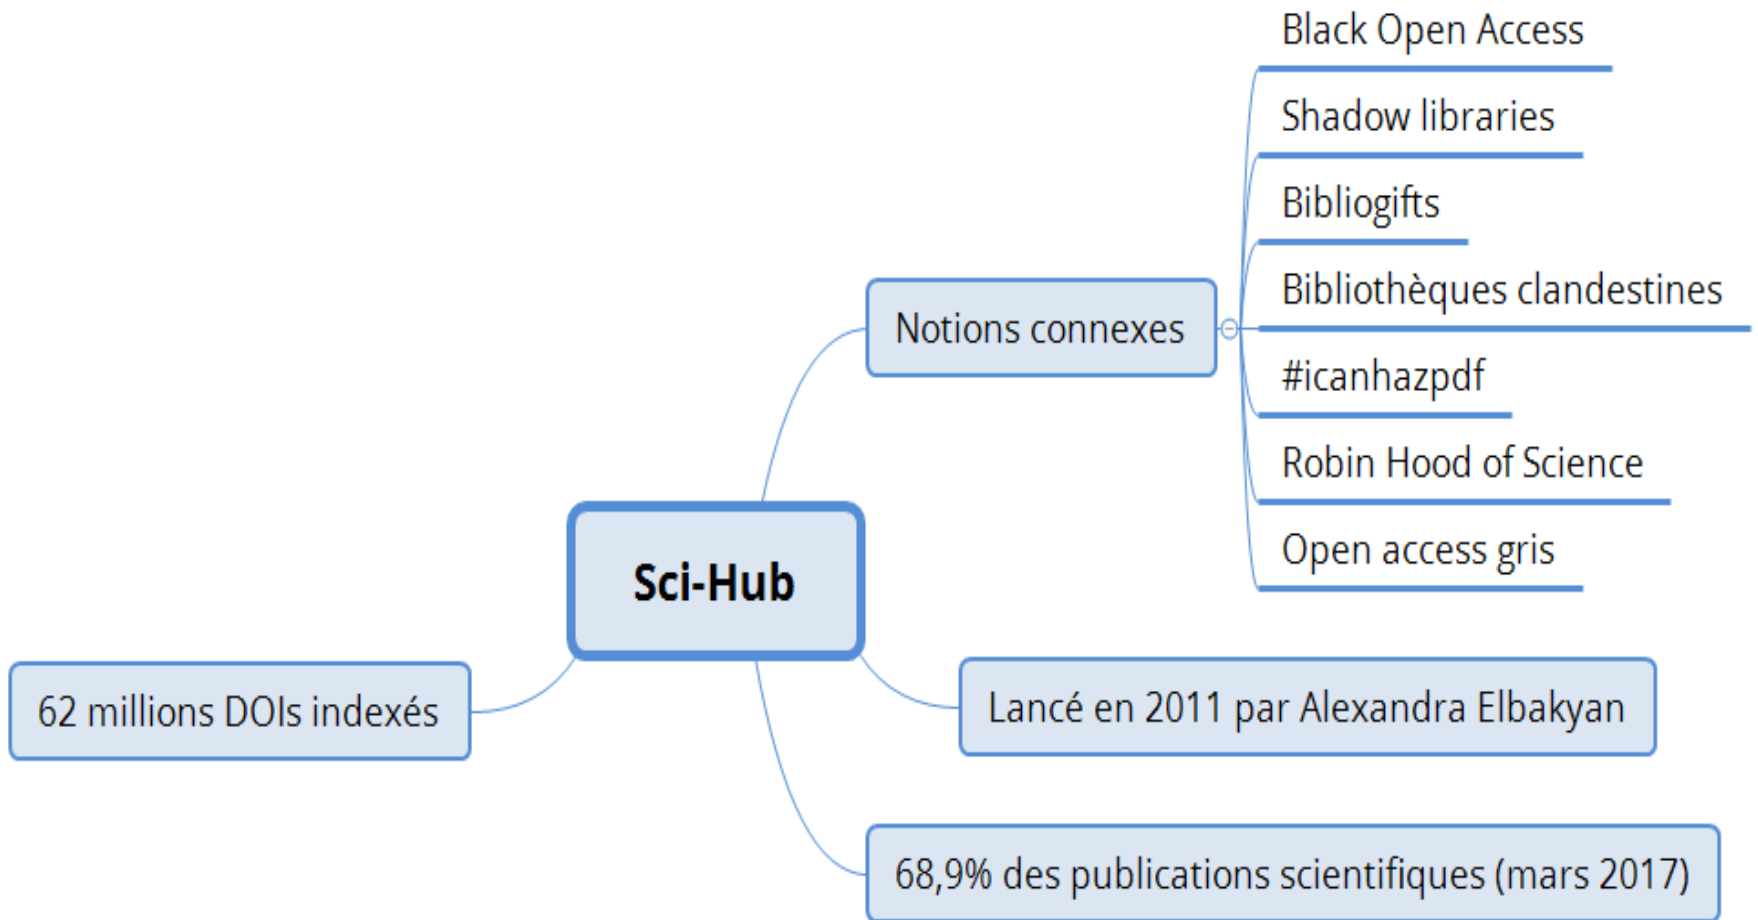 Black Open Access
Shadow libraries
Bibliogifts
Bibliothèques clandestines
Notions connexes
#icanhazpdf
Robin Hood of Science
Open access gris
Sci-Hub
62 millions DOIs indexés
Lancé en 2011 par Alexandra Elbakyan
68,9% des publications scientifiques (mars 2017)